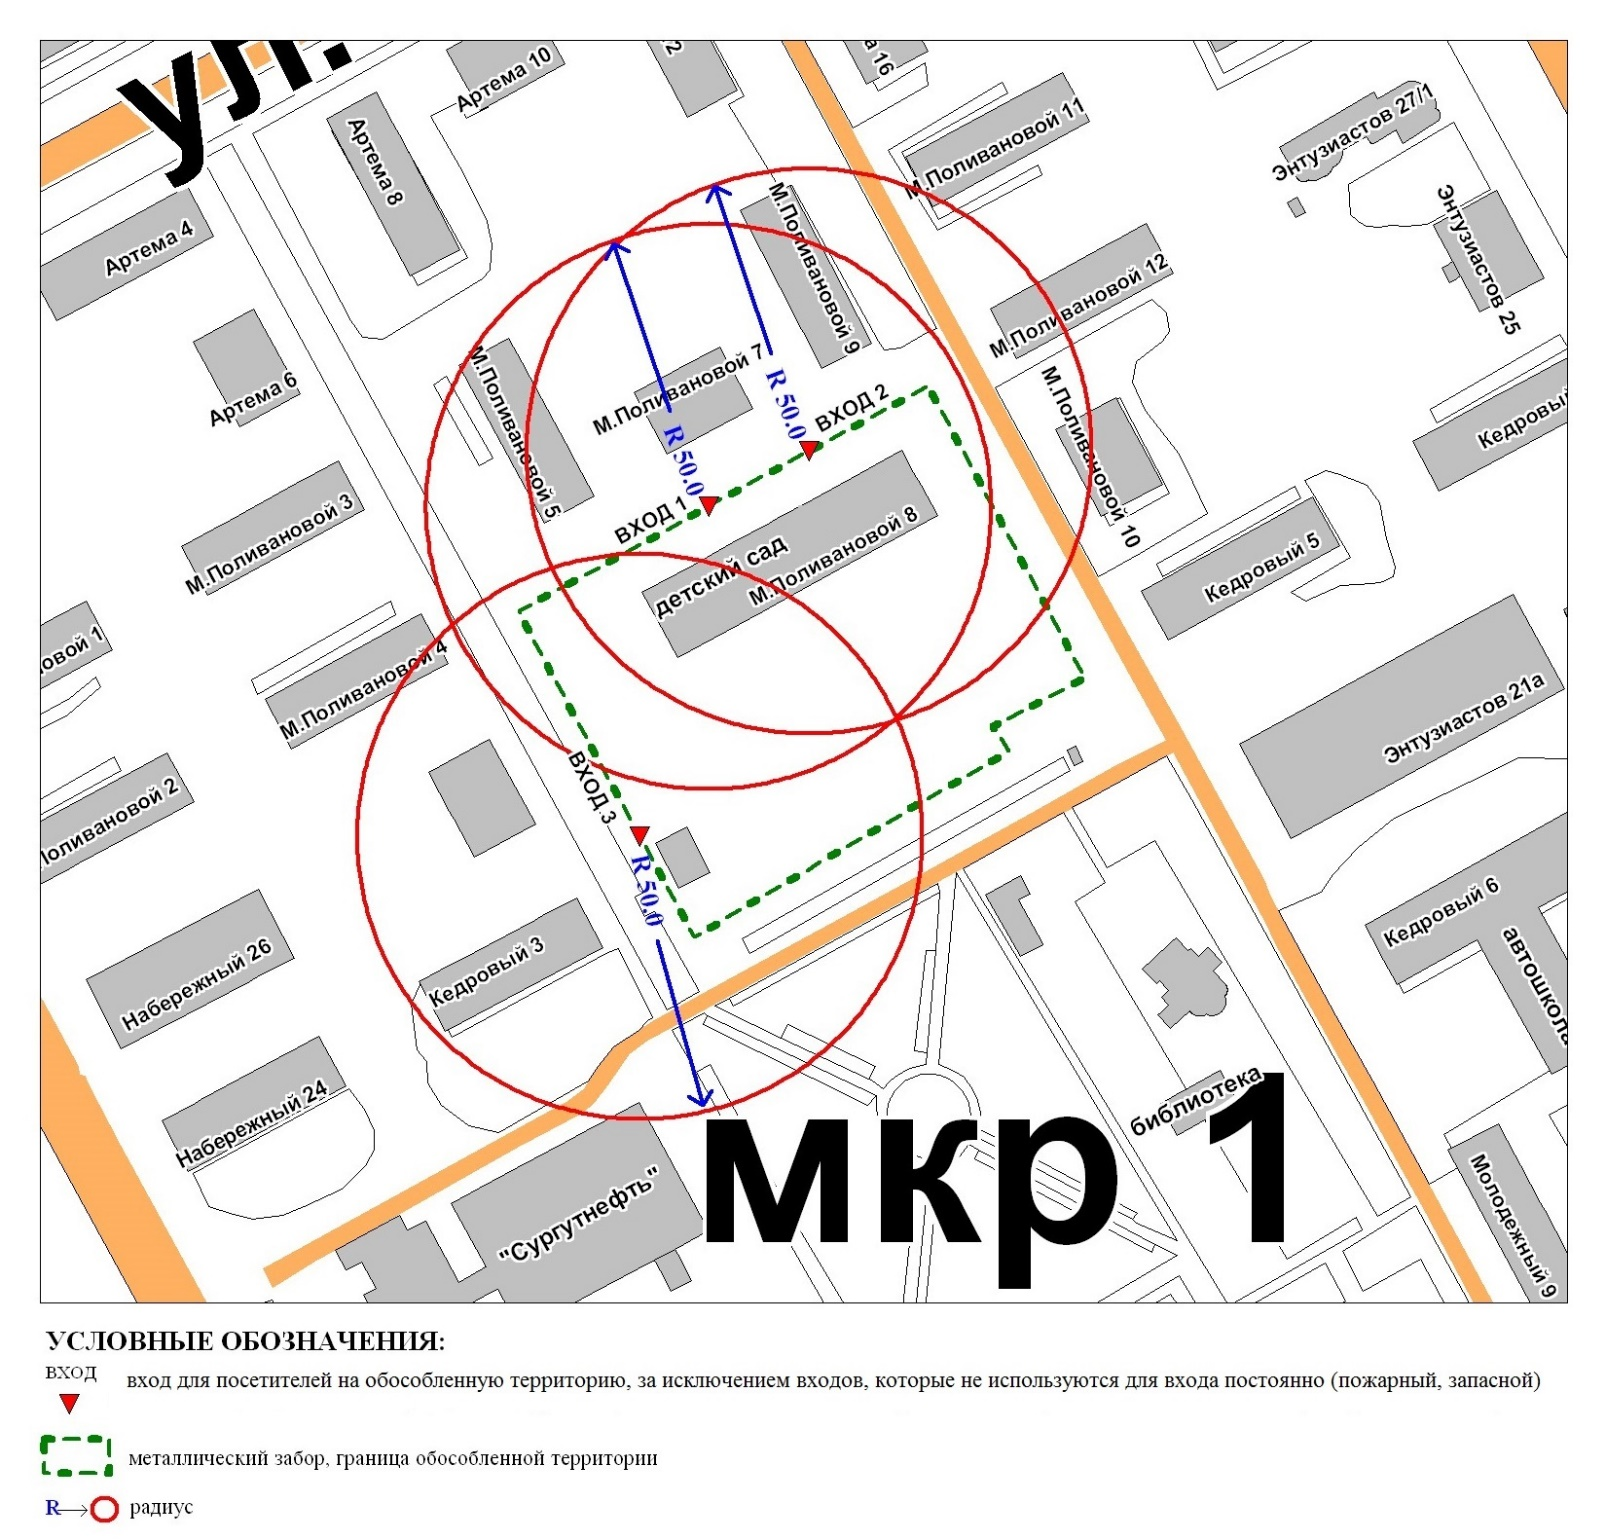 ул.
Артема 10
2
а 16
М.Поливановой 11
Энтузиастов 27/1
Артема 8
Артема 4
М.Поливановой 9
Энтузиастов 25
М.Поливановой 12
Артема 6
М.Поливановой 5
М.Поливановой 7
R 50.0
R 50.0
ВХОД 2
М.Поливановой 10
Кедровый
М.Поливановой 3
ВХОД 1
детский сад
М.Поливановой 8
Кедровый 5
овой 1
М.Поливановой 4
Энтузиастов 21а
ВХОД 3
Поливановой 2
R 50.0
Кедровый 6
автошкола
Набережный 26
Кедровый 3
Набережный 24
библиотека
мкр 1
"Сургутнефть"
Молодежный 9
УСЛОВНЫЕ ОБОЗНАЧЕНИЯ:
ВХОД
вход для посетителей на обособленную территорию, за исключением входов, которые не используются для входа постоянно (пожарный, запасной)
металлический забор, граница обособленной территории
R
радиус